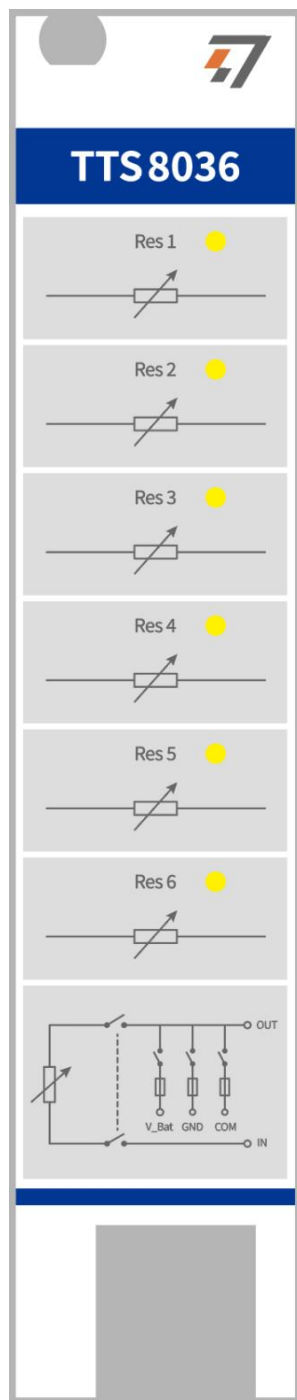 TTS 8036
Res 1
Res 2
Res 3
Res 4
Res 5
Res 6
OUT
V_Bat GND COM
IN